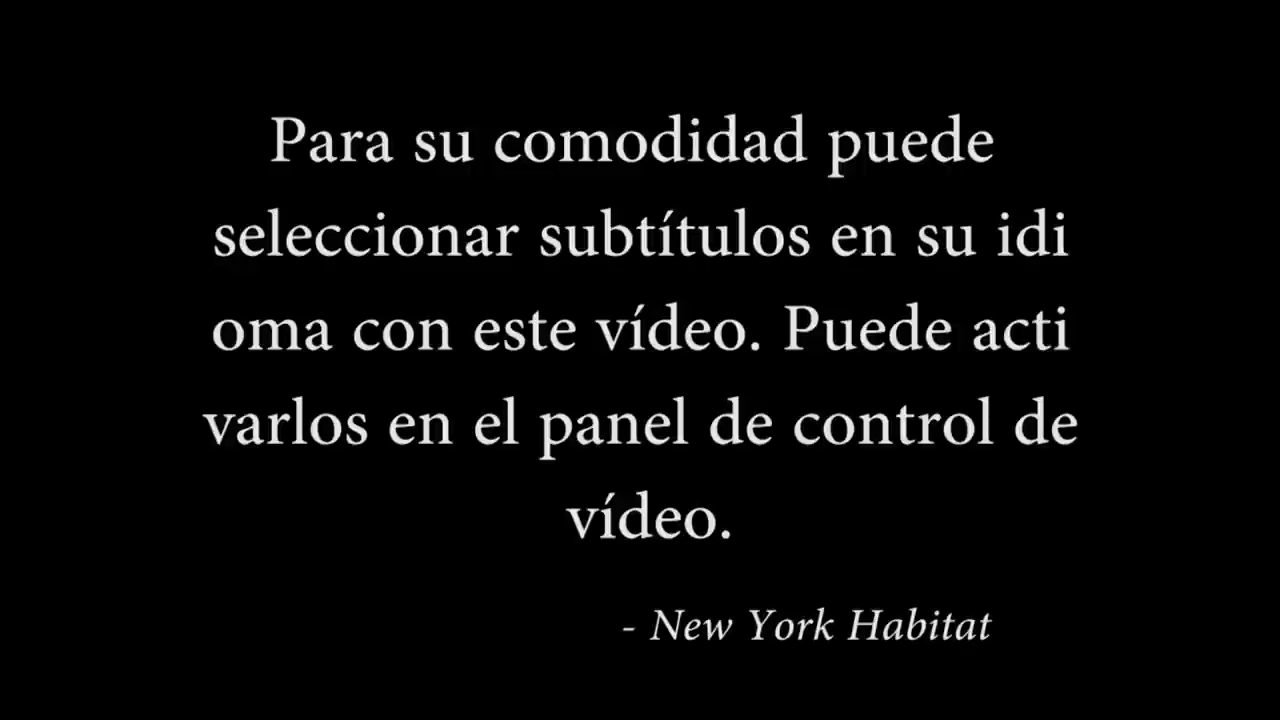 Para su comodidad puede
seleccionar subtítulos en su idi
oma con este vídeo. Puede acti
varlos en el panel de control de
vídeo.
- New York Habitat